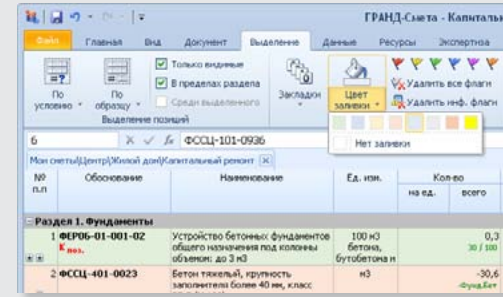 ГРАНД-Смета - Капитальн
Файл Главная Вид Документ Выделение Данные Ресурсы Экспертиза
По условию
По образцу
Только видимые
В пределах раздела
Среди выделенного
Выделение позиций
Закладки
Цвет заливки
Удалить все флаги
Удалить инф. флаги
Нет заливки
6 fx ФССЦ-101-0936
Мои сметы\Центр\Жилой дом\Капитальный ремонт
№ п.п Обоснование Наименование Ед. изм. Кол-во
на ед. всего
Раздел 1. Фундаменты
1 ФЕР06-01-001-02 Устройство бетонных фундаментов 100 м3 0,3
К поз. общего назначения под колонны бетона, 30 / 100
объемом: до 3 м3 бутобетона и
2 ФССЦ-401-0023 Бетон тяжелый, крупность м3 -30,6
заполнителя более 40 мм, класс -Фунд.Бет